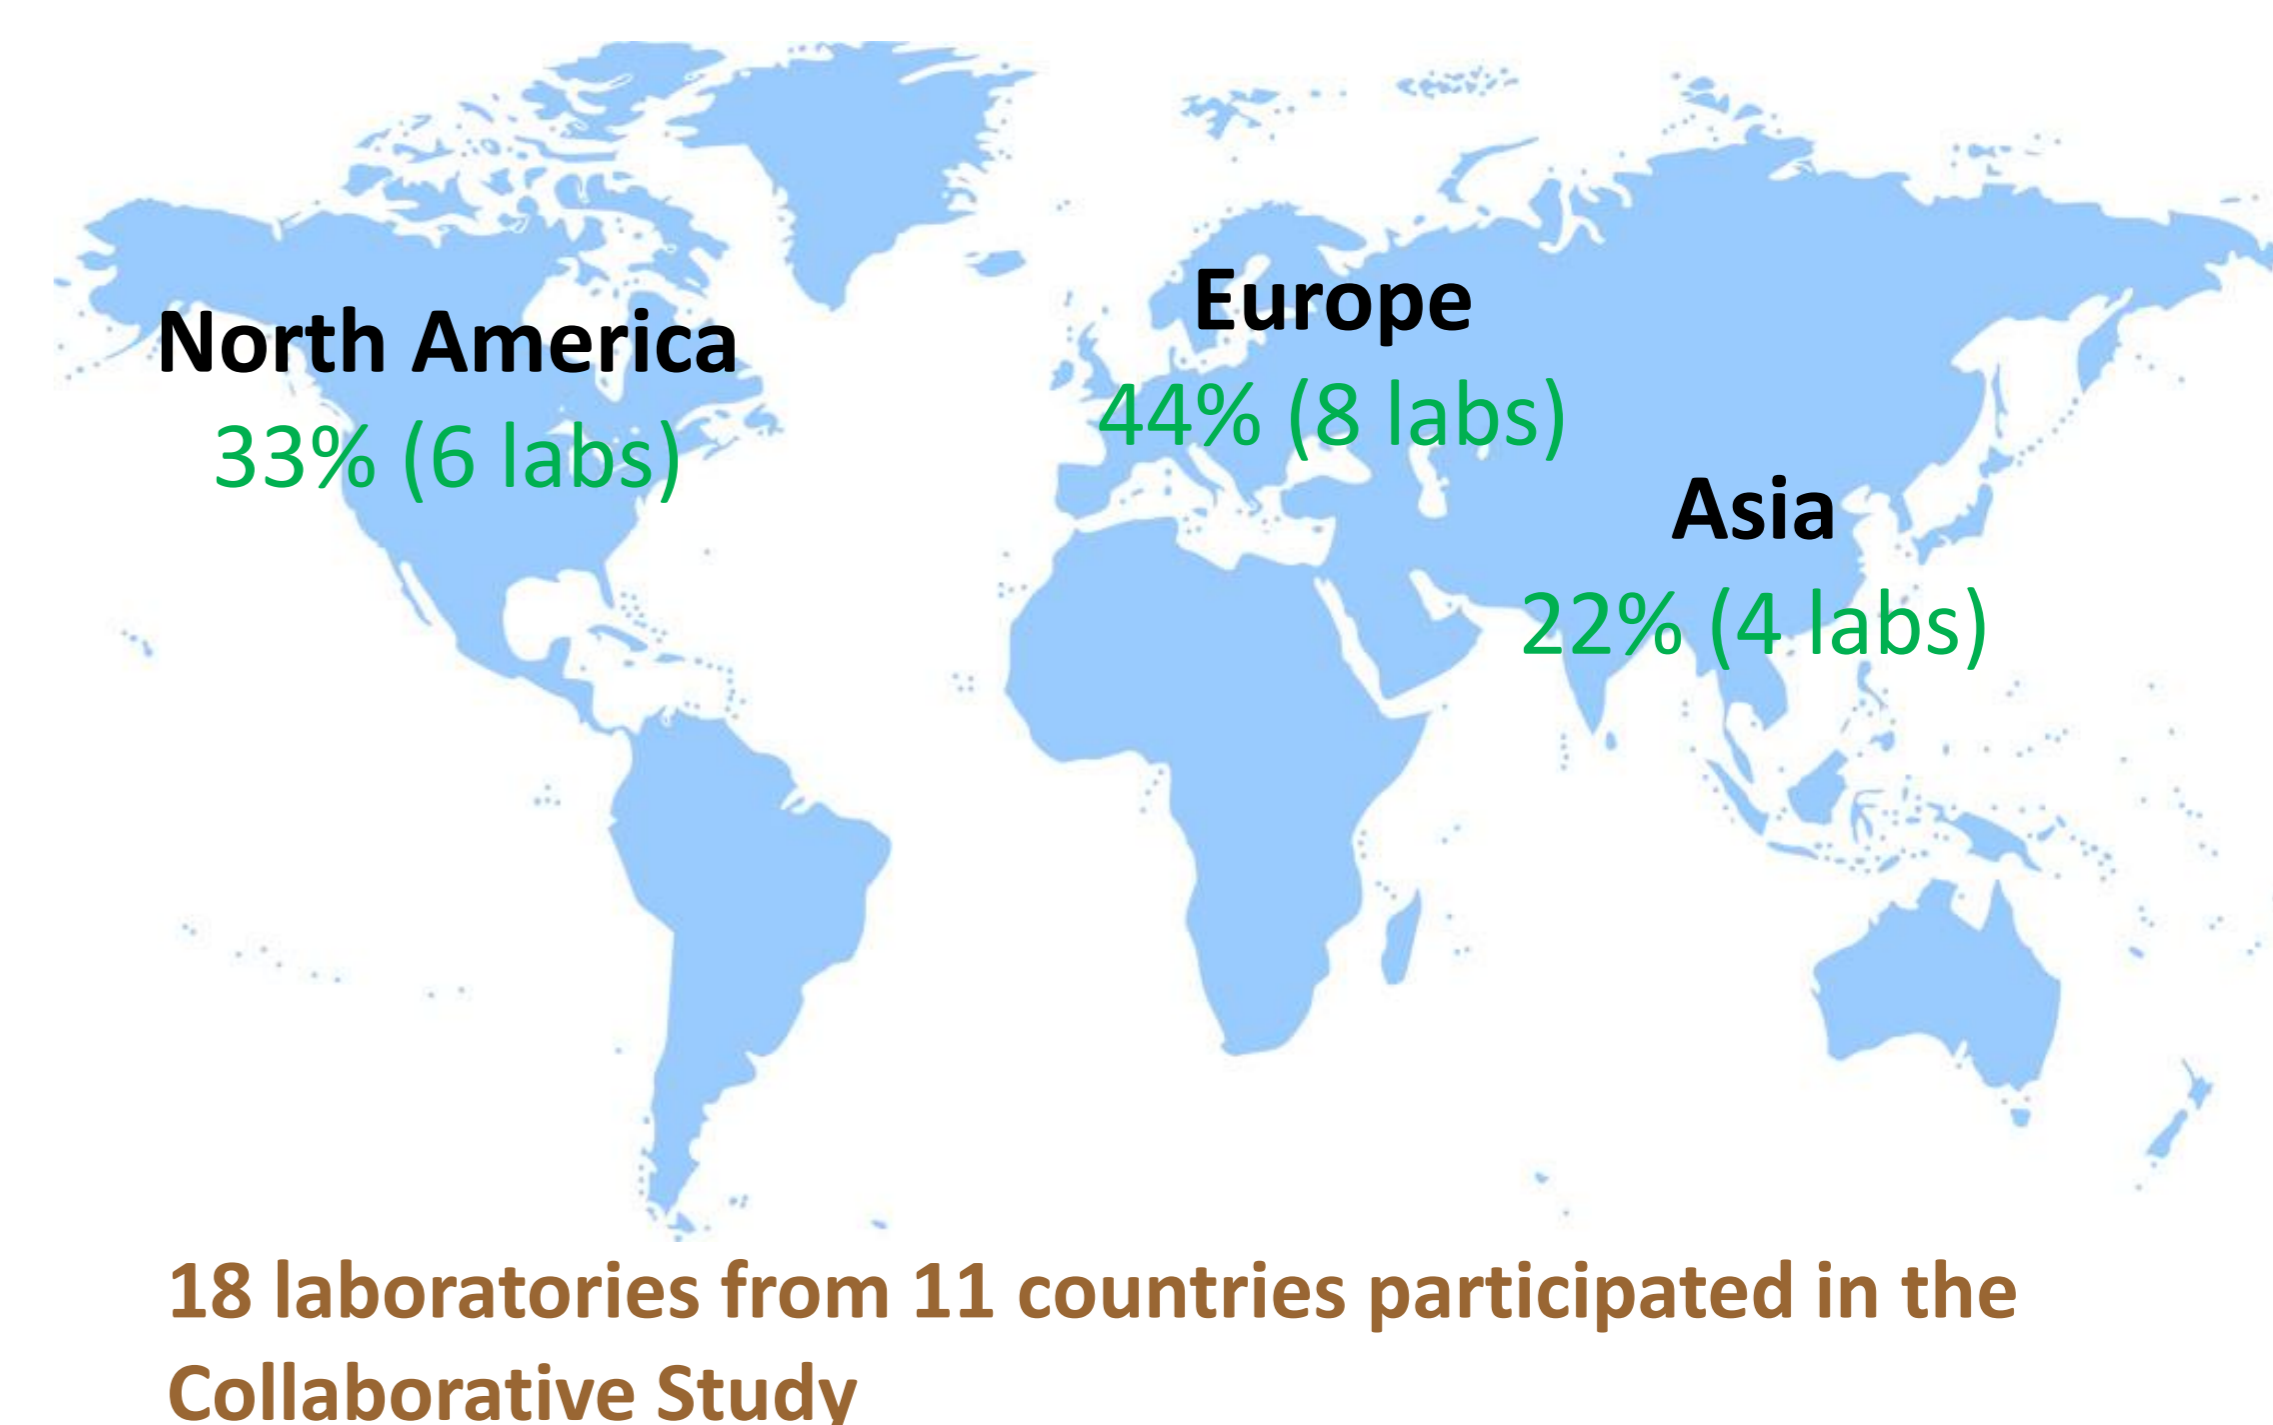 North America
33% (6 labs)
Europe
44% (8 labs)
Asia
22% (4 labs)
18 laboratories from 11 countries participated in the
Collaborative Study